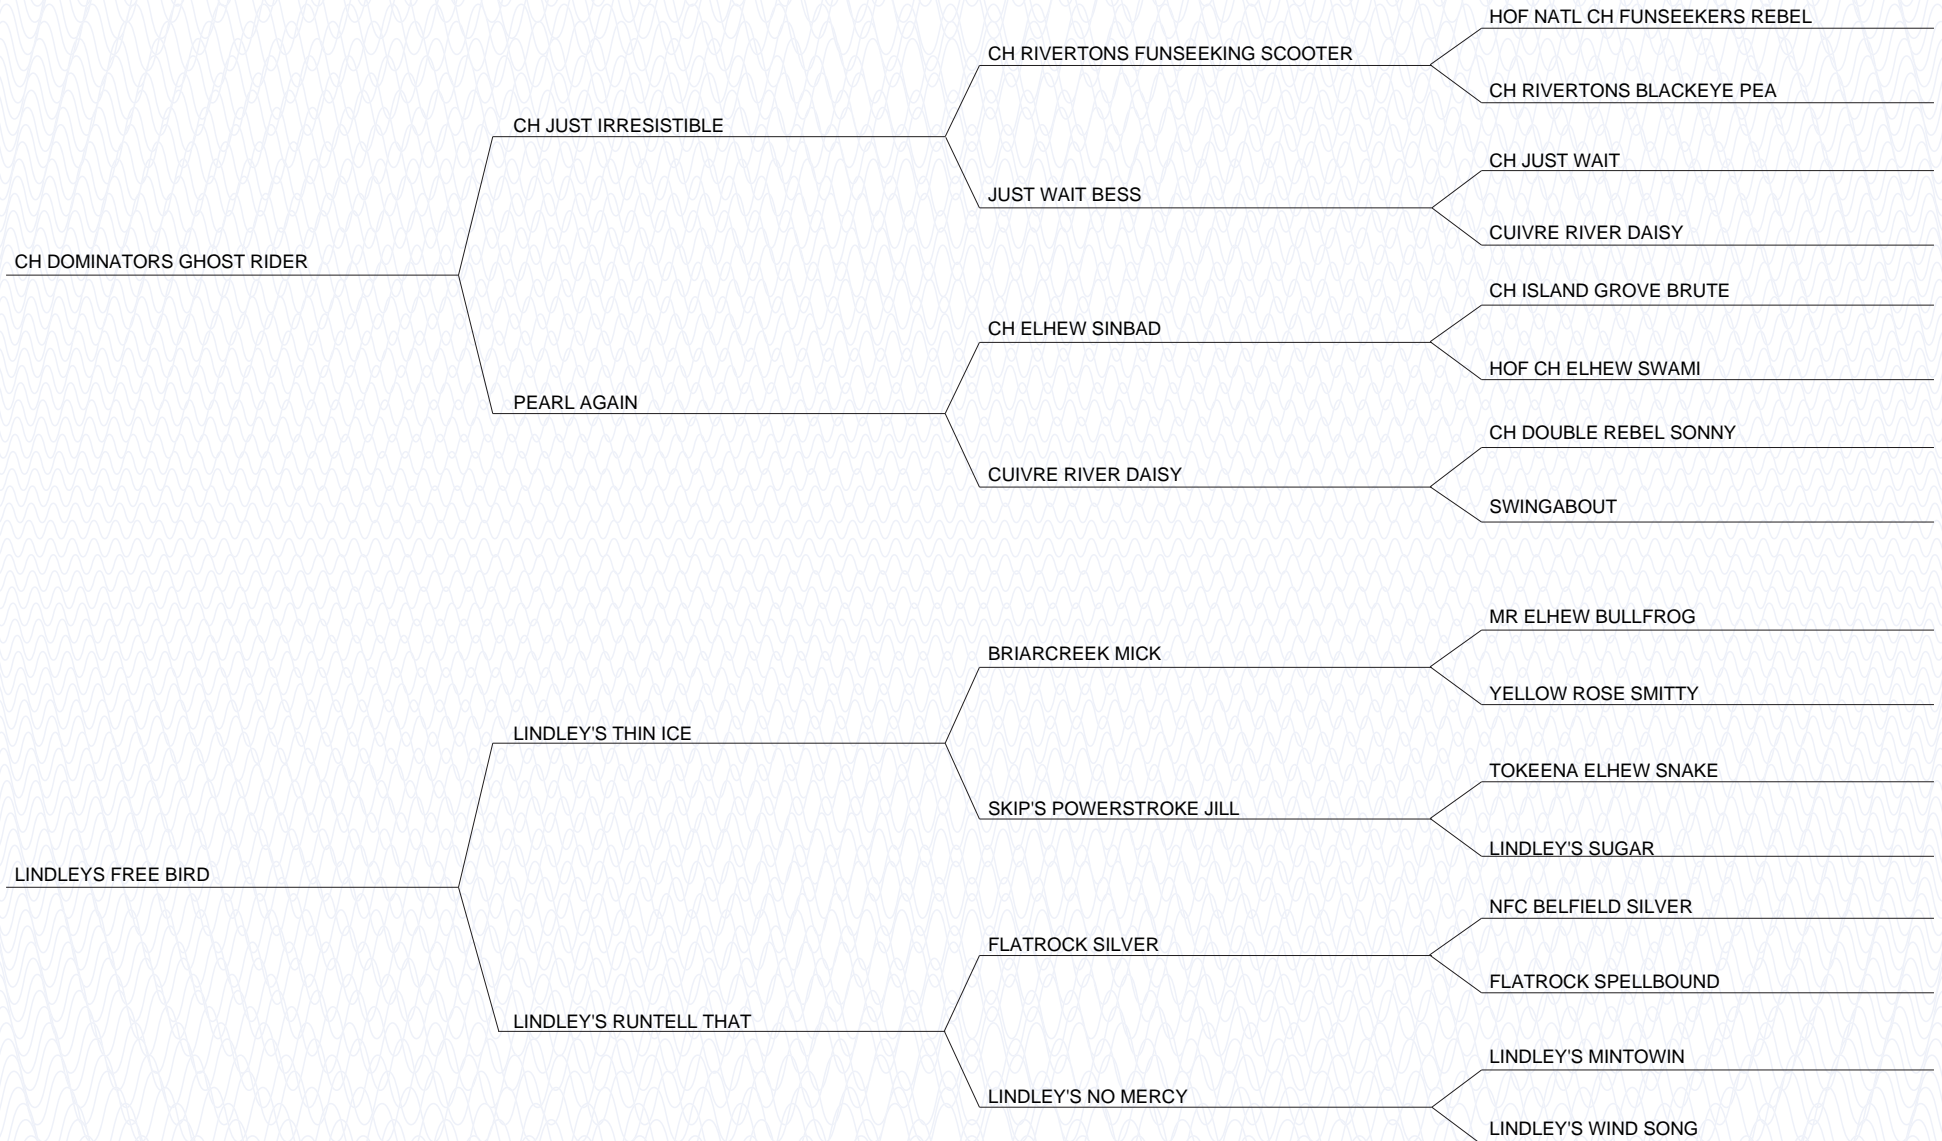 HOF NATL CH FUNSEEKERS REBEL
CH RIVERTONS FUNSEEKING SCOOTER
CH RIVERTONS BLACKEYE PEA
CH JUST IRRESISTIBLE
CH JUST WAIT
JUST WAIT BESS
CUIVRE RIVER DAISY
CH DOMINATORS GHOST RIDER
CH ISLAND GROVE BRUTE
CH ELHEW SINBAD
HOF CH ELHEW SWAMI
PEARL AGAIN
CH DOUBLE REBEL SONNY
CUIVRE RIVER DAISY
SWINGABOUT
MR ELHEW BULLFROG
BRIARCREEK MICK
YELLOW ROSE SMITTY
LINDLEY'S THIN ICE
TOKEENA ELHEW SNAKE
SKIP'S POWERSTROKE JILL
LINDLEY'S SUGAR
LINDLEYS FREE BIRD
NFC BELFIELD SILVER
FLATROCK SILVER
FLATROCK SPELLBOUND
LINDLEY'S RUNTELL THAT
LINDLEY'S MINTOWIN
LINDLEY'S NO MERCY
LINDLEY'S WIND SONG